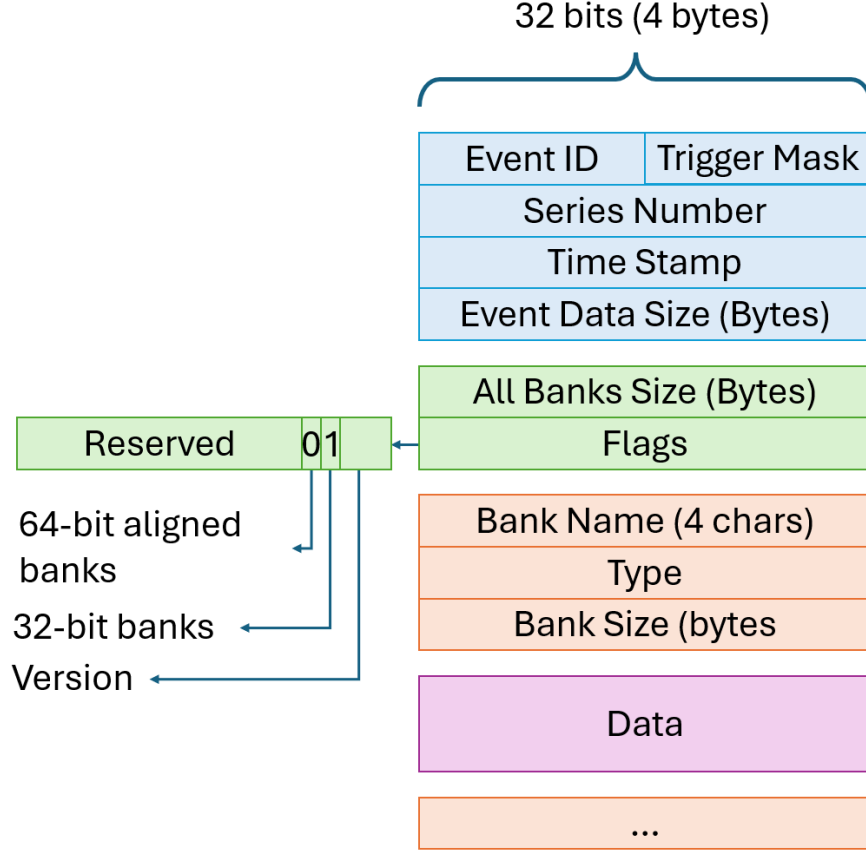 32 bits (4 bytes)
Event ID
Trigger Mask
Series Number
Time Stamp
Event Data Size (Bytes)
All Banks Size (Bytes)
Reserved
0
1
Flags
64-bit aligned
banks
32-bit banks
Version
Bank Name (4 chars)
Type
Bank Size (bytes
Data
...